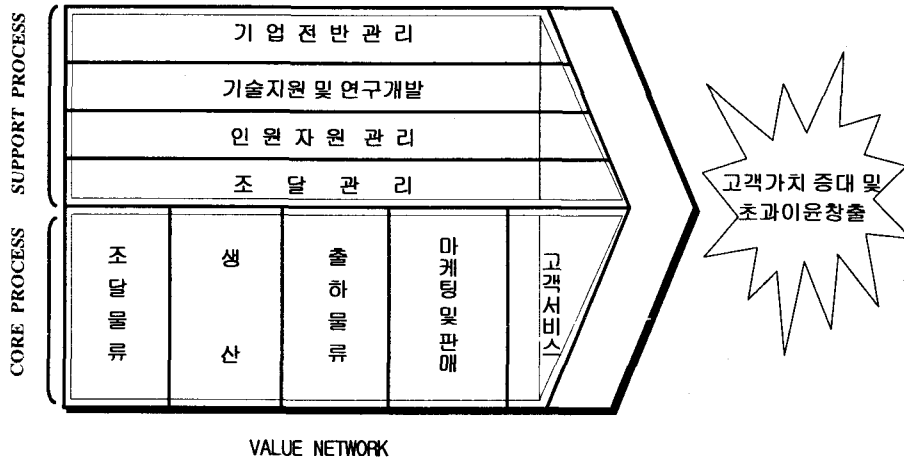 SUPPORT PROCESS
기 업 전 반 관 리
기술지원 및 연구개발
인 원 자 원 관 리
조 달 관 리
CORE PROCESS
조달물류
생산
출하물류
마케팅 및 판매
고객서비스
고객가치 증대 및
초과이윤창출
VALUE NETWORK